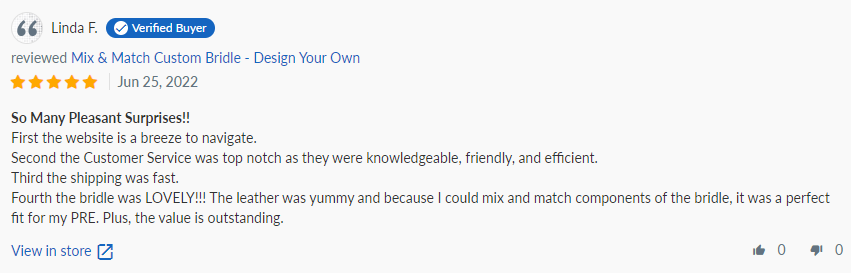 Linda F. Verified Buyer
reviewed Mix & Match Custom Bridle - Design Your Own
Jun 25, 2022
So Many Pleasant Surprises!!
First the website is a breeze to navigate.
Second the Customer Service was top notch as they were knowledgeable, friendly, and efficient.
Third the shipping was fast.
Fourth the bridle was LOVELY!!! The leather was yummy and because I could mix and match components of the bridle, it was a perfect
fit for my PRE. Plus, the value is outstanding.
View in store 0 0